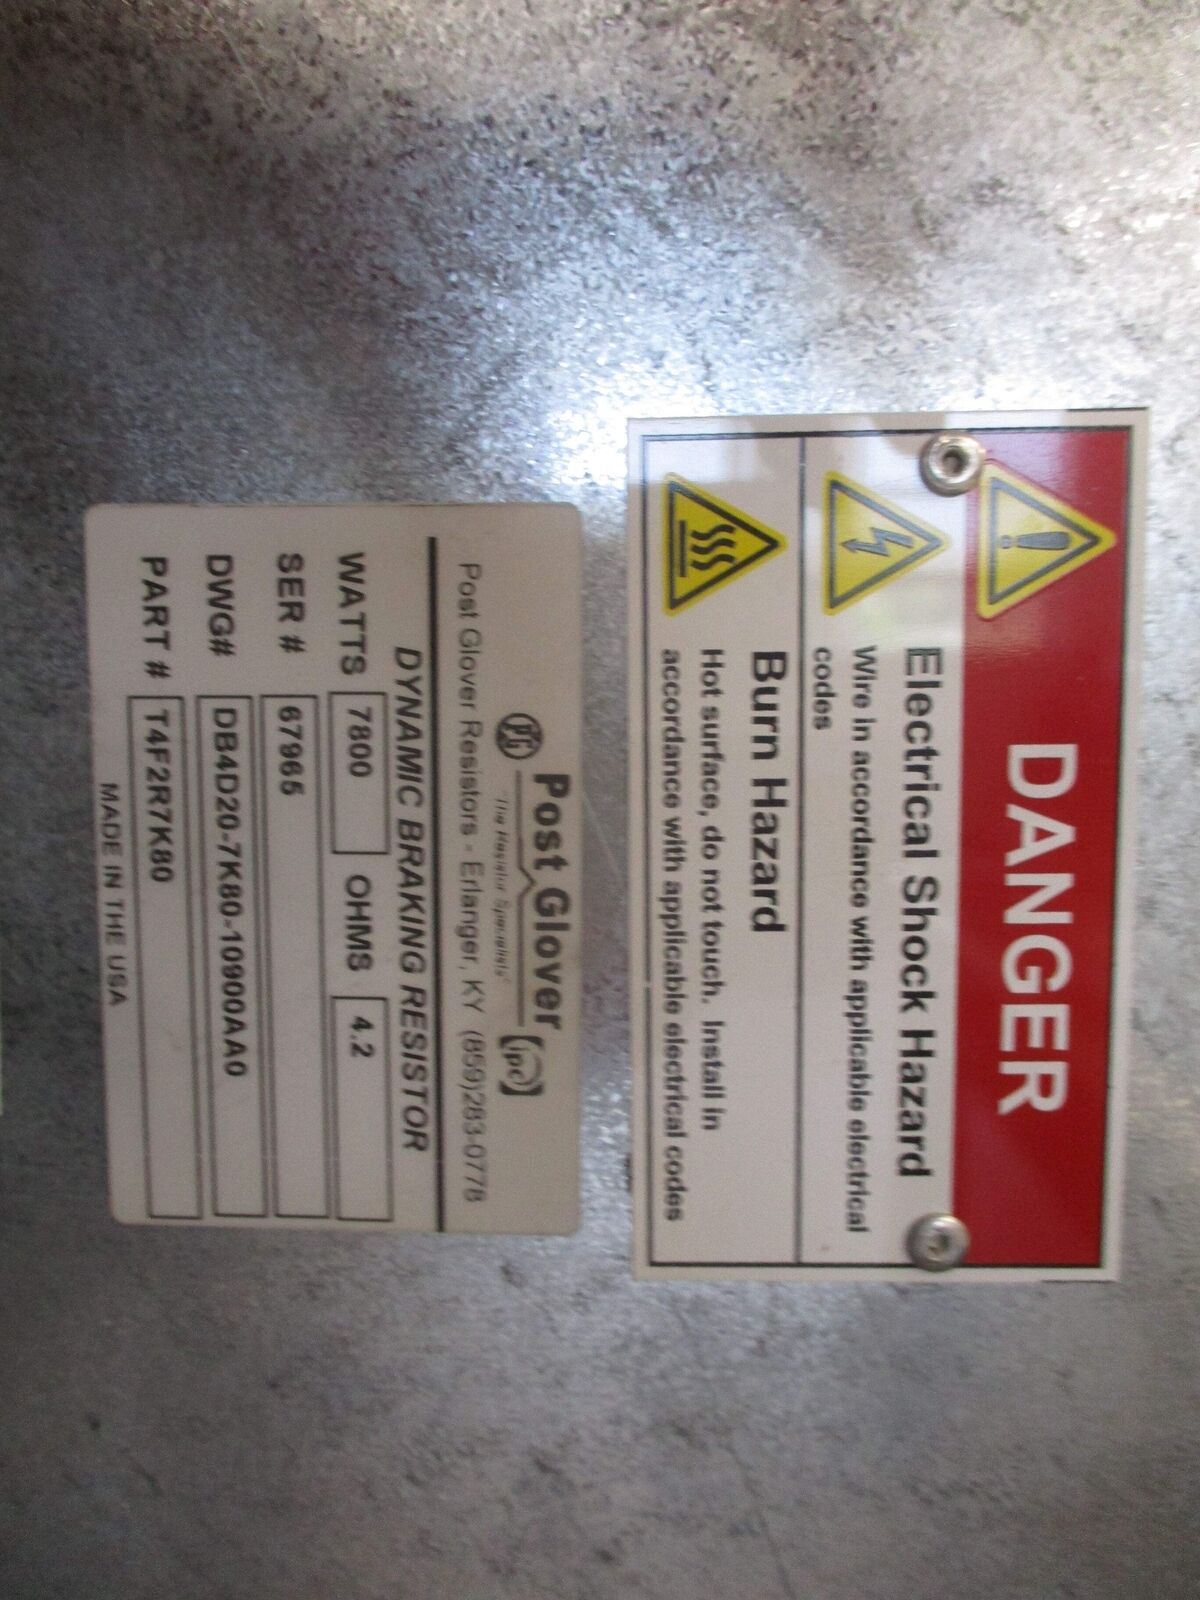 DANGER
Electrical Shock Hazard
Wire in accordance with applicable electrical
codes
Burn Hazard
Hot surface, do not touch. Install in
accordance with applicable electrical codes
PG Post Glover ipc
"The Resistor Specialists"
Post Glover Resistors - Erlanger, KY (859)283-0778
DYNAMIC BRAKING RESISTOR
WATTS 7800 OHMS 4.2
SER # 67965
DWG# DB4D20-7K80-10900AA0
PART # T4F2R7K80
MADE IN THE USA